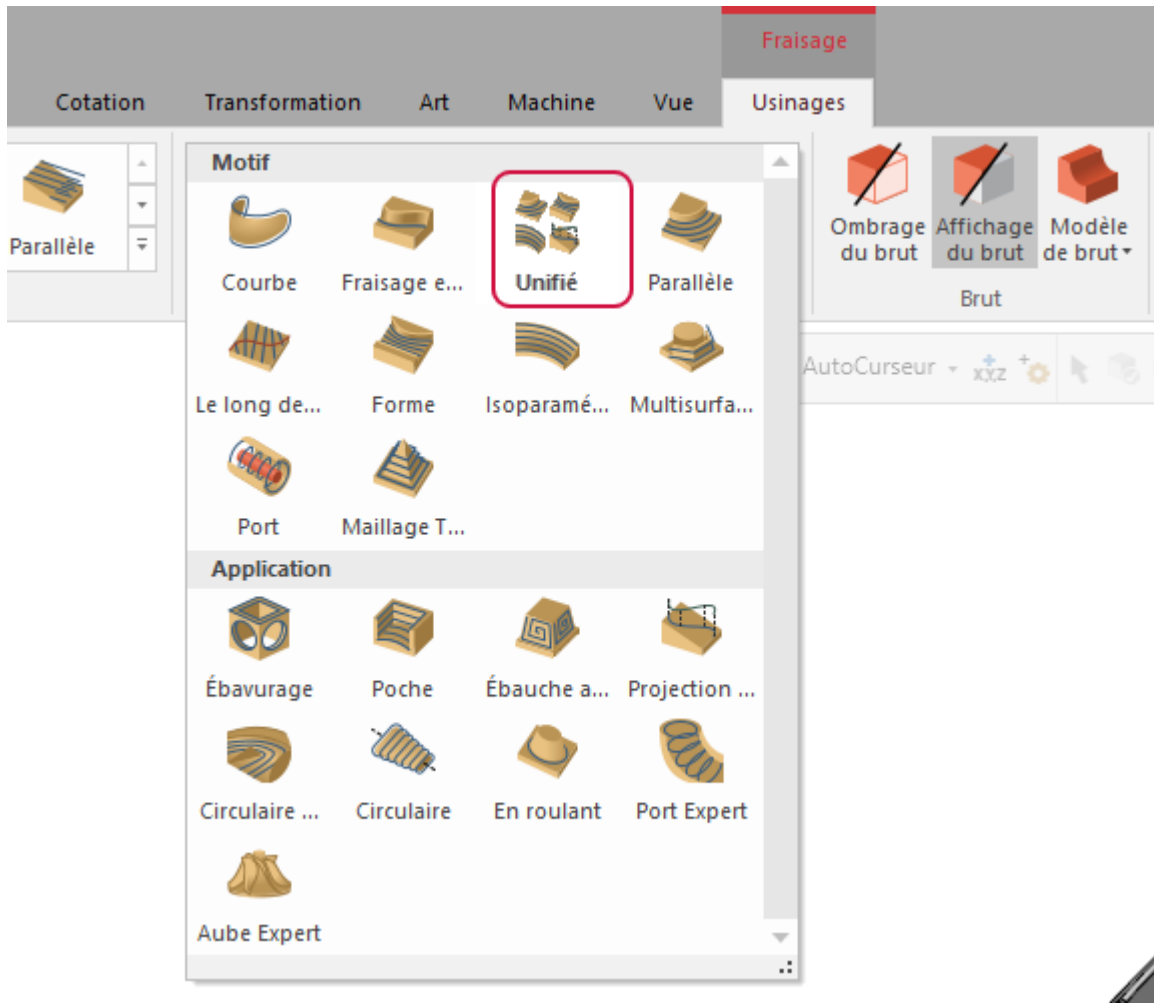 Fraisage
Cotation Transformation Art Machine Vue Usinages
Parallèle
Motif
Courbe Fraisage e... Unifié Parallèle
Le long de... Forme Isoparamé... Multisurfa...
Port Maillage T...
Application
Ébavurage Poche Ébauche a... Projection ...
Circulaire ... Circulaire En roulant Port Expert
Aube Expert
Ombrage du brut
Affichage du brut
Modèle de brut
Brut
AutoCurseur XYZ